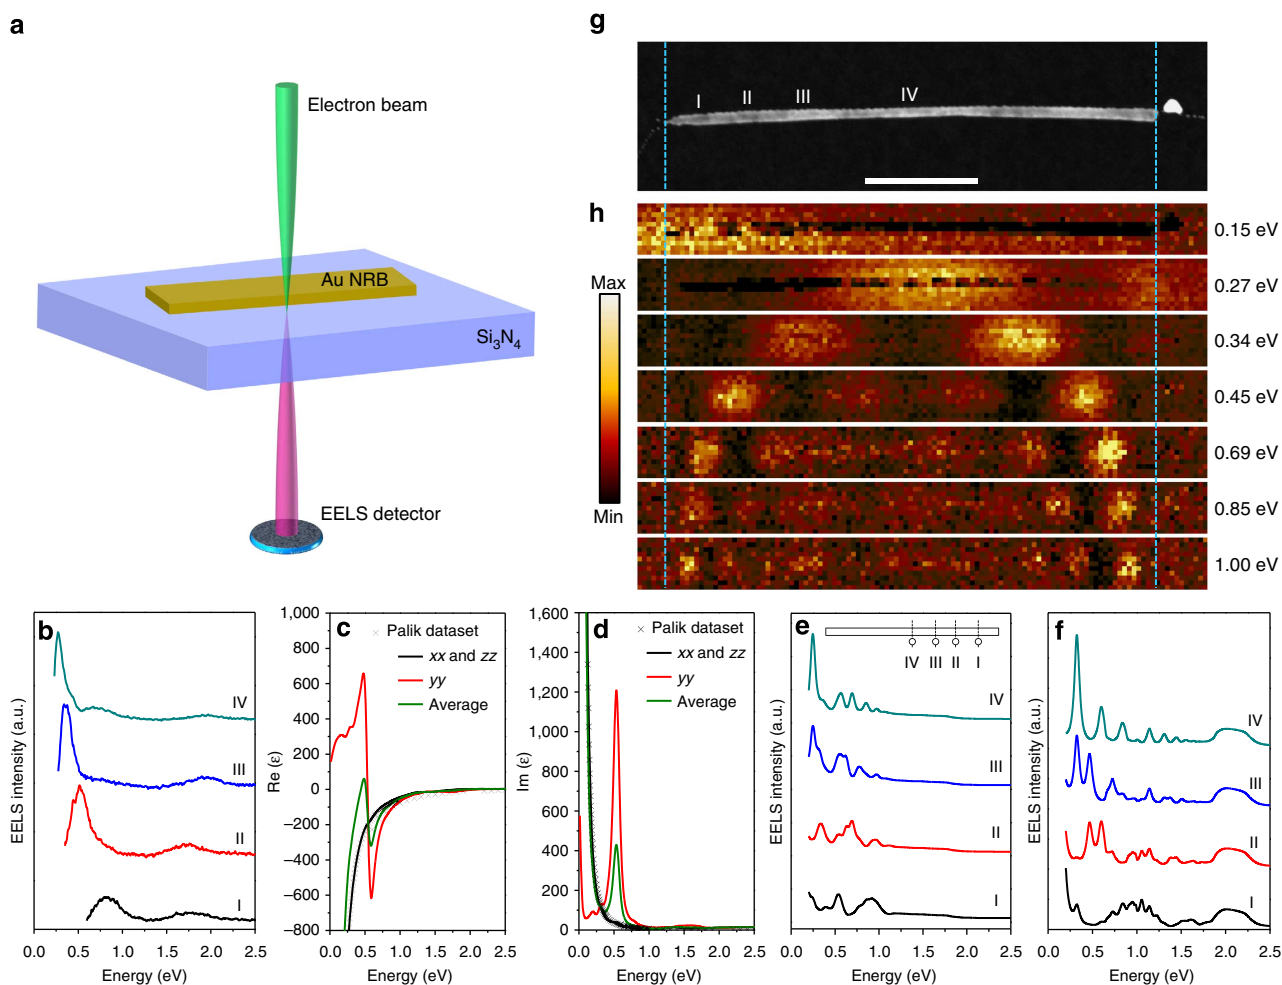 a
Electron beam
Au NRB
Si3N4
EELS detector
g
I II III IV
h
Max
Min
0.15 eV
0.27 eV
0.34 eV
0.45 eV
0.69 eV
0.85 eV
1.00 eV
b
EELS intensity (a.u.)
IV
III
II
I
0.0 0.5 1.0 1.5 2.0 2.5
Energy (eV)
c
Re (ε)
1,000
800
600
400
200
0
−200
−400
−600
−800
Palik dataset
xx and zz
yy
Average
0.0 0.5 1.0 1.5 2.0 2.5
Energy (eV)
d
Im (ε)
1,600
1,400
1,200
1,000
800
600
400
200
0
Palik dataset
xx and zz
yy
Average
0.0 0.5 1.0 1.5 2.0 2.5
Energy (eV)
e
EELS intensity (a.u.)
IV III II I
IV
III
II
I
0.0 0.5 1.0 1.5 2.0 2.5
Energy (eV)
f
EELS intensity (a.u.)
IV
III
II
I
0.0 0.5 1.0 1.5 2.0 2.5
Energy (eV)